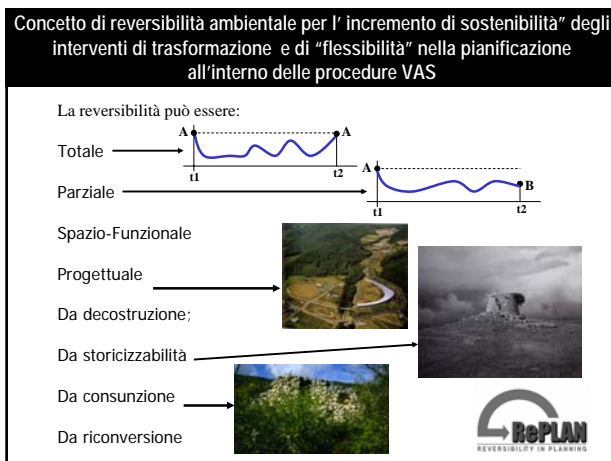 Concetto di reversibilità ambientale per l' incremento di sostenibilità” degli
interventi di trasformazione e di “flessibilità” nella pianificazione
all'interno delle procedure VAS
La reversibilità può essere:
A
A
Totale
t1
t2
A
B
Parziale
t1
t2
Spazio-Funzionale
Progettuale
Da decostruzione;
Da storicizzabilità
Da consunzione
Da riconversione
RePLAN
REVERSIBILITY IN PLANNING